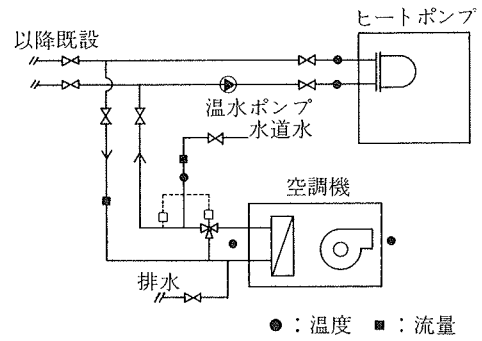 ヒートポンプ
以降既設
温水ポンプ
水道水
空調機
排水
●：温度 ■：流量